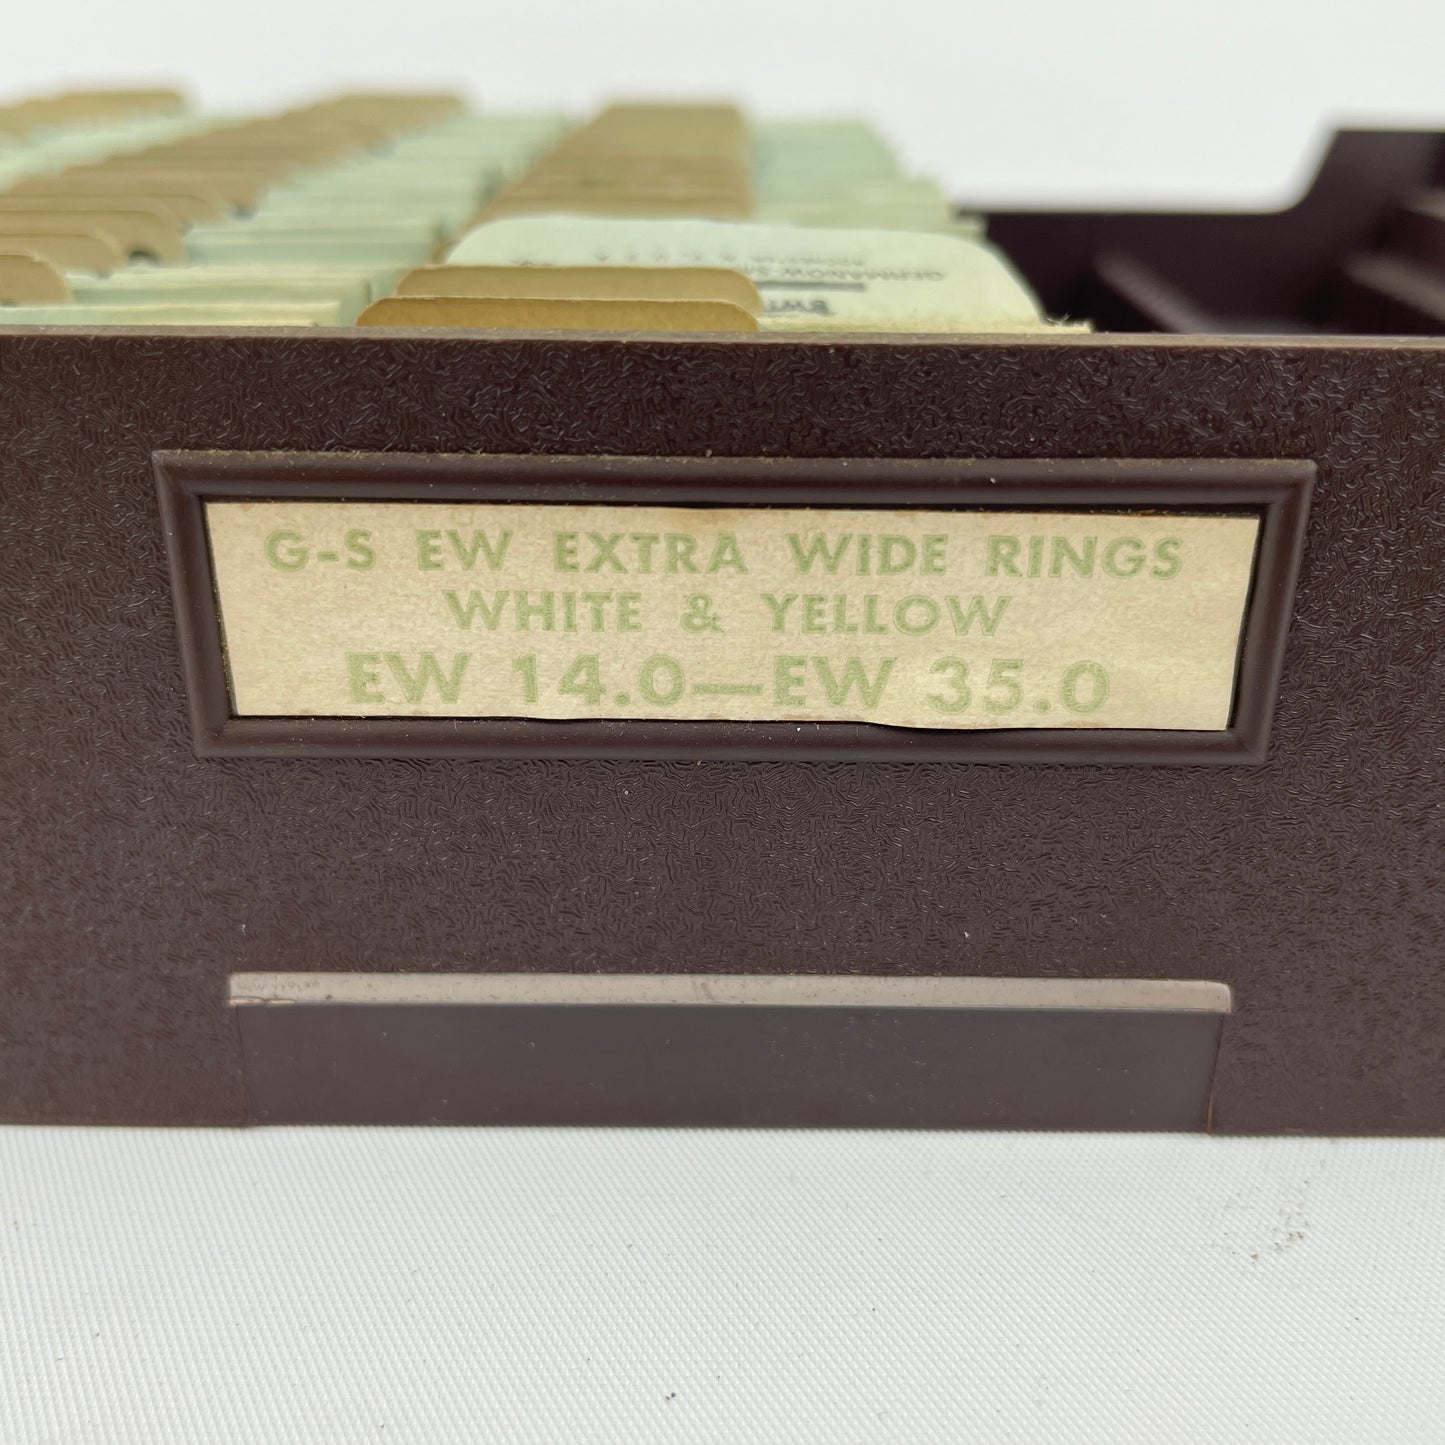 G-S EW EXTRA WIDE RINGS
WHITE & YELLOW
EW 14.0—EW 35.0